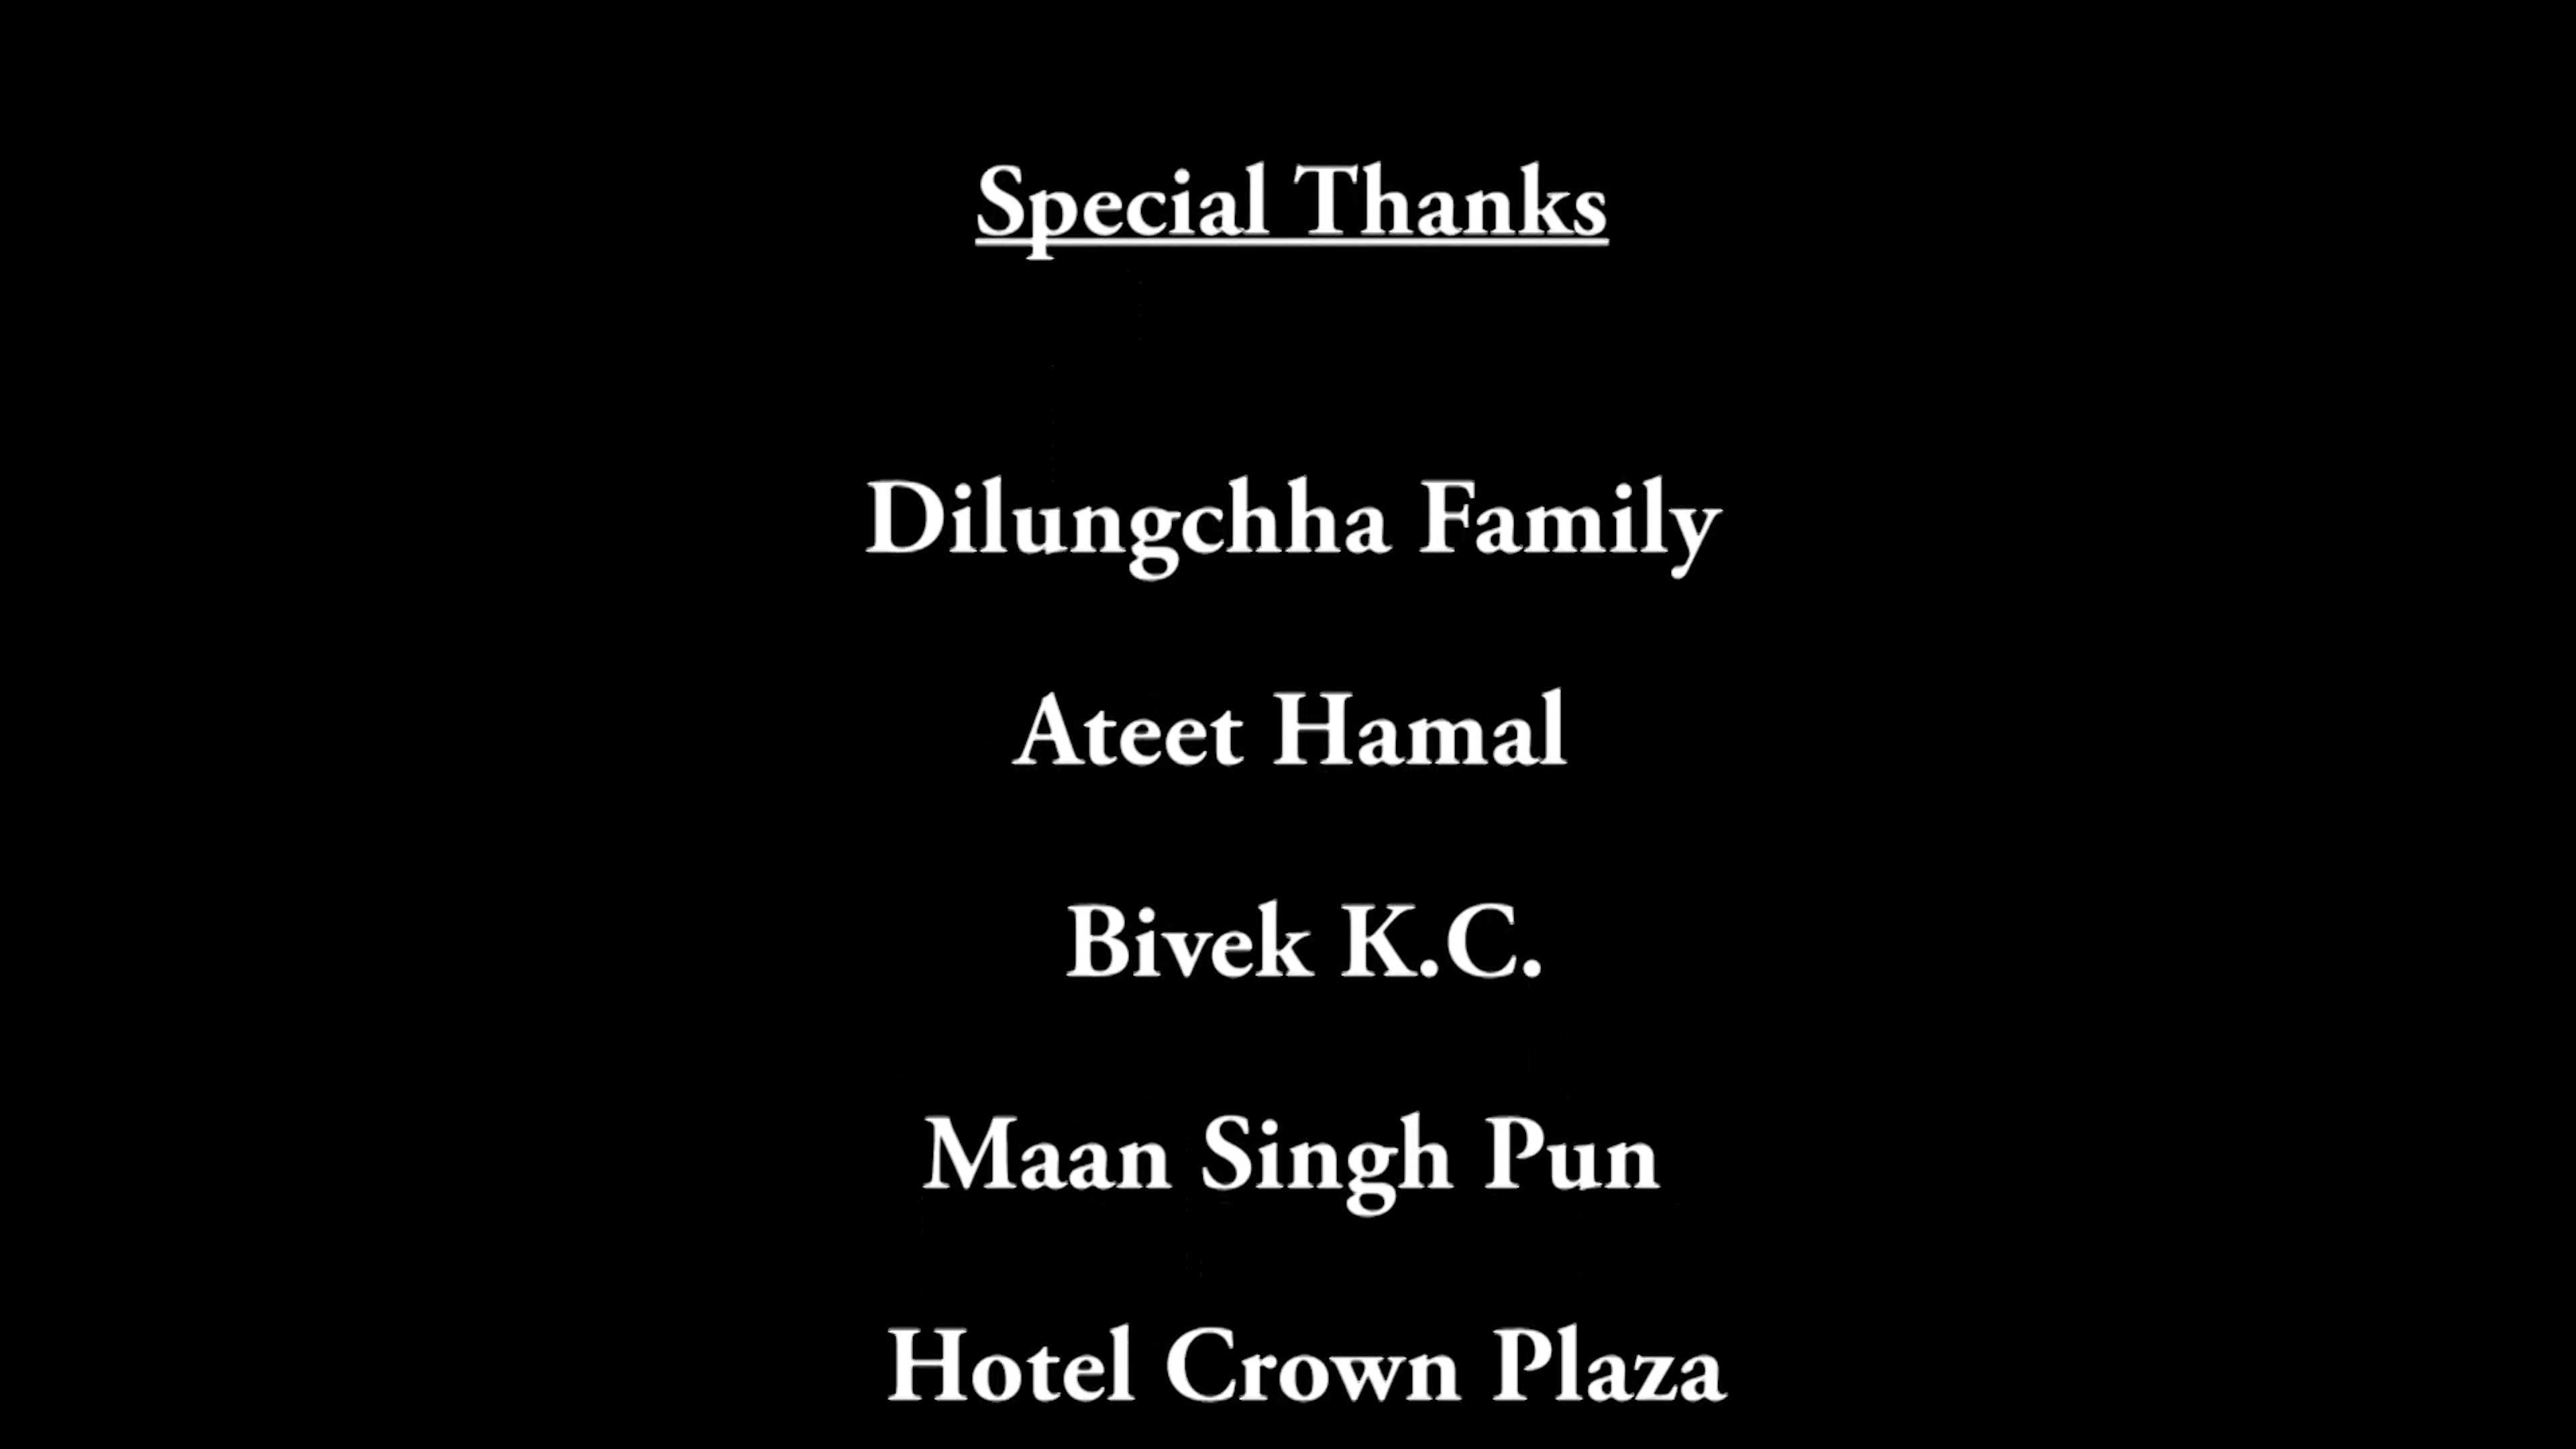 Special Thanks
Dilungchha Family
Ateet Hamal
Bivek K.C.
Maan Singh Pun
Hotel Crown Plaza